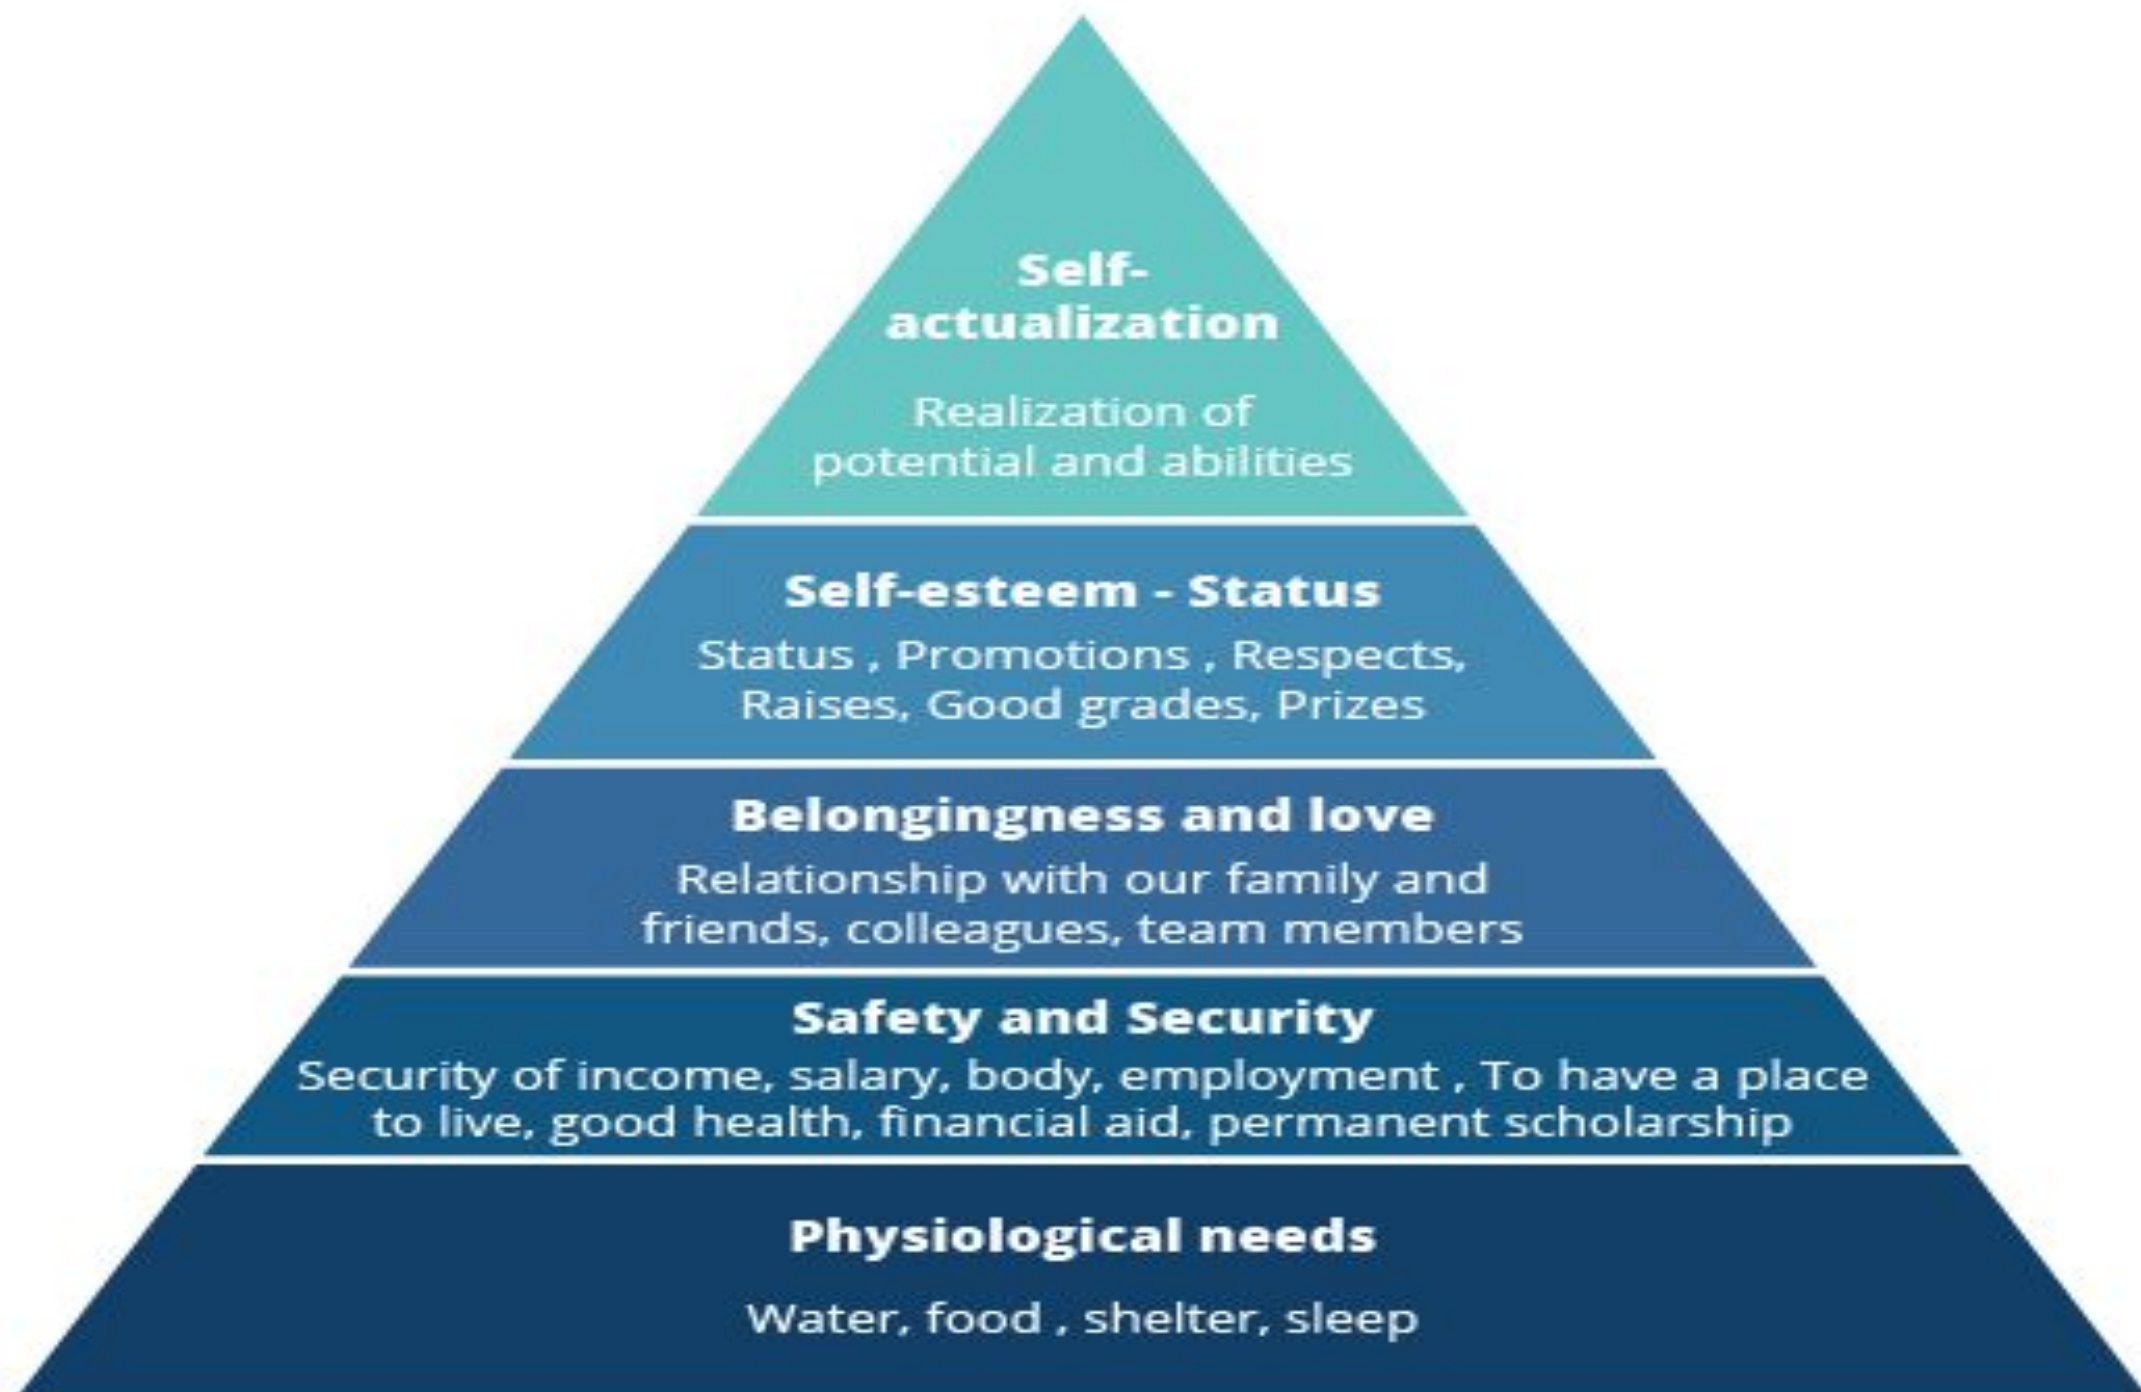 Self-
actualization
Realization of
potential and abilities
Self-esteem - Status
Status , Promotions , Respects,
Raises, Good grades, Prizes
Belongingness and love
Relationship with our family and
friends, colleagues, team members
Safety and Security
Security of income, salary, body, employment , To have a place
to live, good health, financial aid, permanent scholarship
Physiological needs
Water, food , shelter, sleep